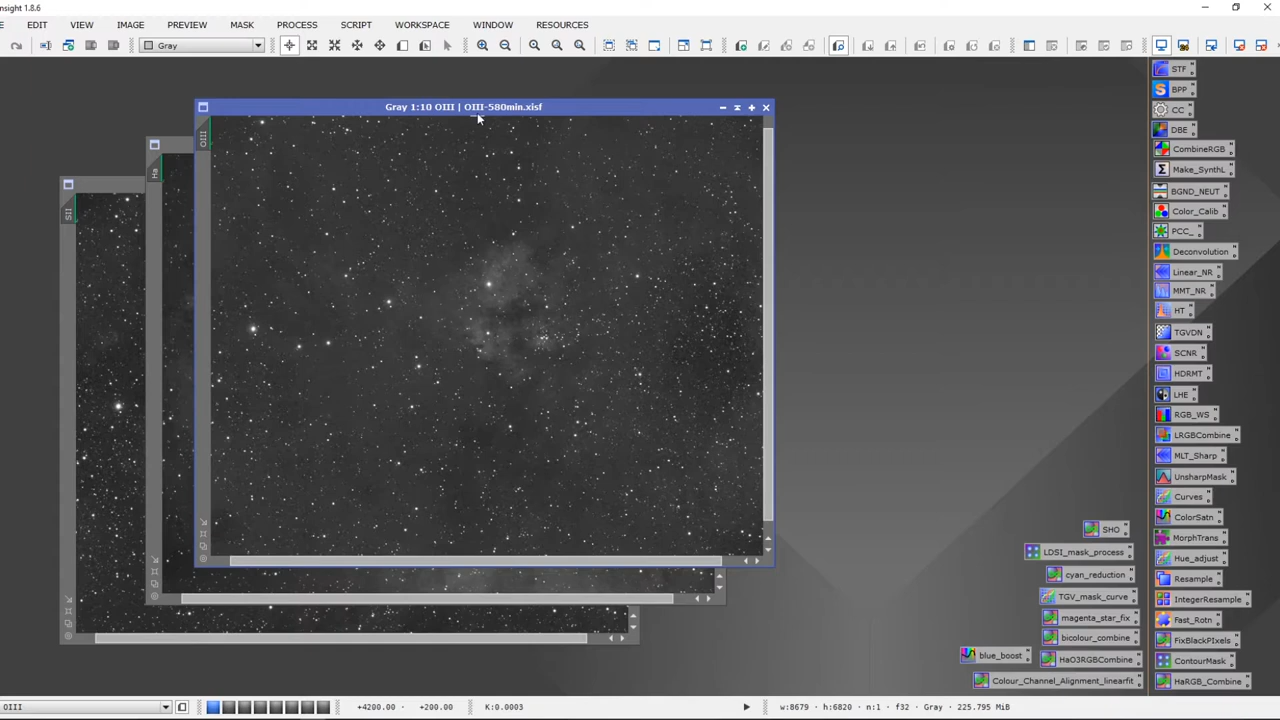 nsight 1.8.6
E EDIT VIEW IMAGE PREVIEW MASK PROCESS SCRIPT WORKSPACE WINDOW RESOURCES
Gray
Gray 1:10 OIII | OIII-580min.xisf
OIII
Ha
SII
STF
BPP
CC
DBE
CombineRGB
Make_SynthL
BGND_NEUT
Color_Calib
PCC_
Deconvolution
Linear_NR
MMT_NR
HT
TGVDN
SCNR
HDRMT
LHE
RGB_WS
LRGBCombine
MLT_Sharp
UnsharpMask
Curves
ColorSatn
MorphTrans
Hue_adjust
Resample
IntegerResample
Fast_Rotn
FixBlackPIxels
ContourMask
HaRGB_Combine
SHO
LDSI_mask_process
cyan_reduction
TGV_mask_curve
magenta_star_fix
bicolour_combine
blue_boost
HaO3RGBCombine
Colour_Channel_Alignment_linearfit
OIII
+4200.00 +200.00 K:0.0003
w:8679 · h:6820 · n:1 · f32 · Gray · 225.795 MiB